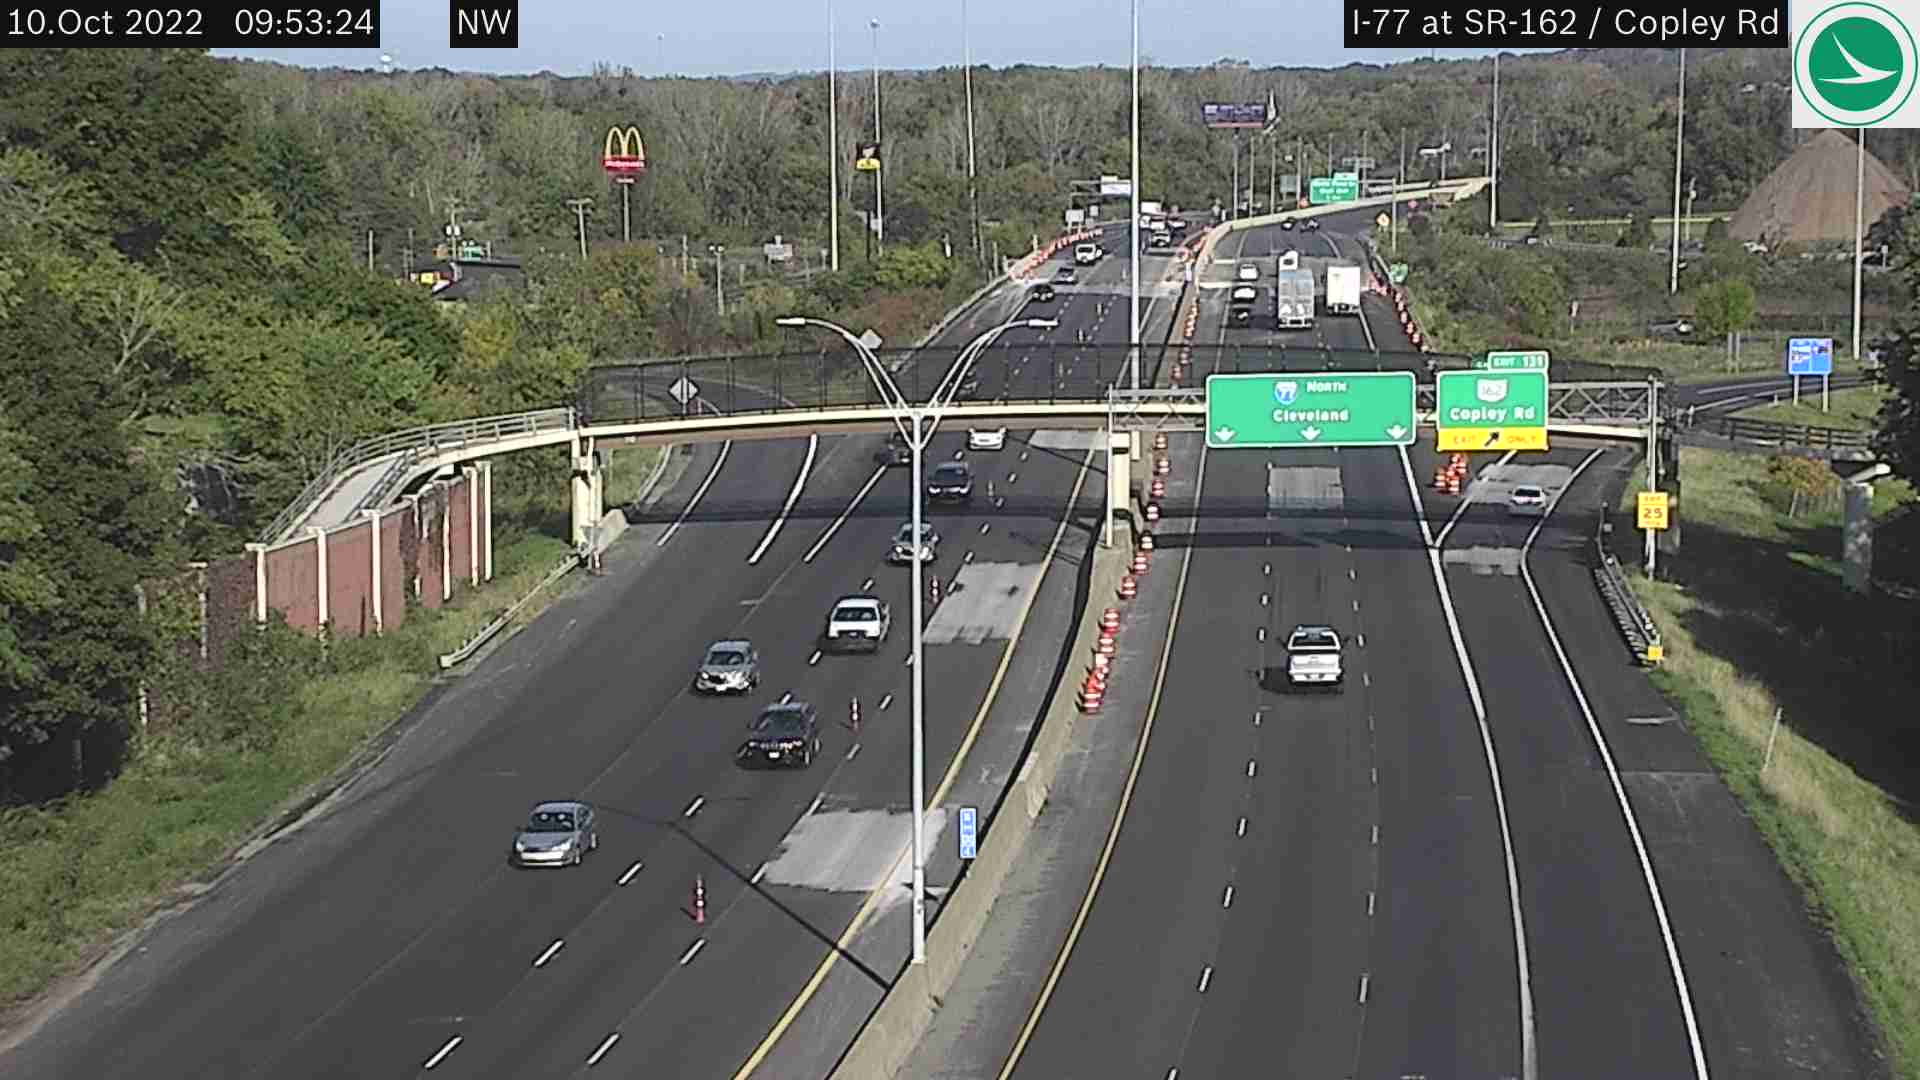 10.Oct 2022 09:53:24
NW
I-77 at SR-162 / Copley Rd
McDonald's
EXIT 131
77 NORTH
Cleveland
162
Copley Rd
EXIT ONLY
25